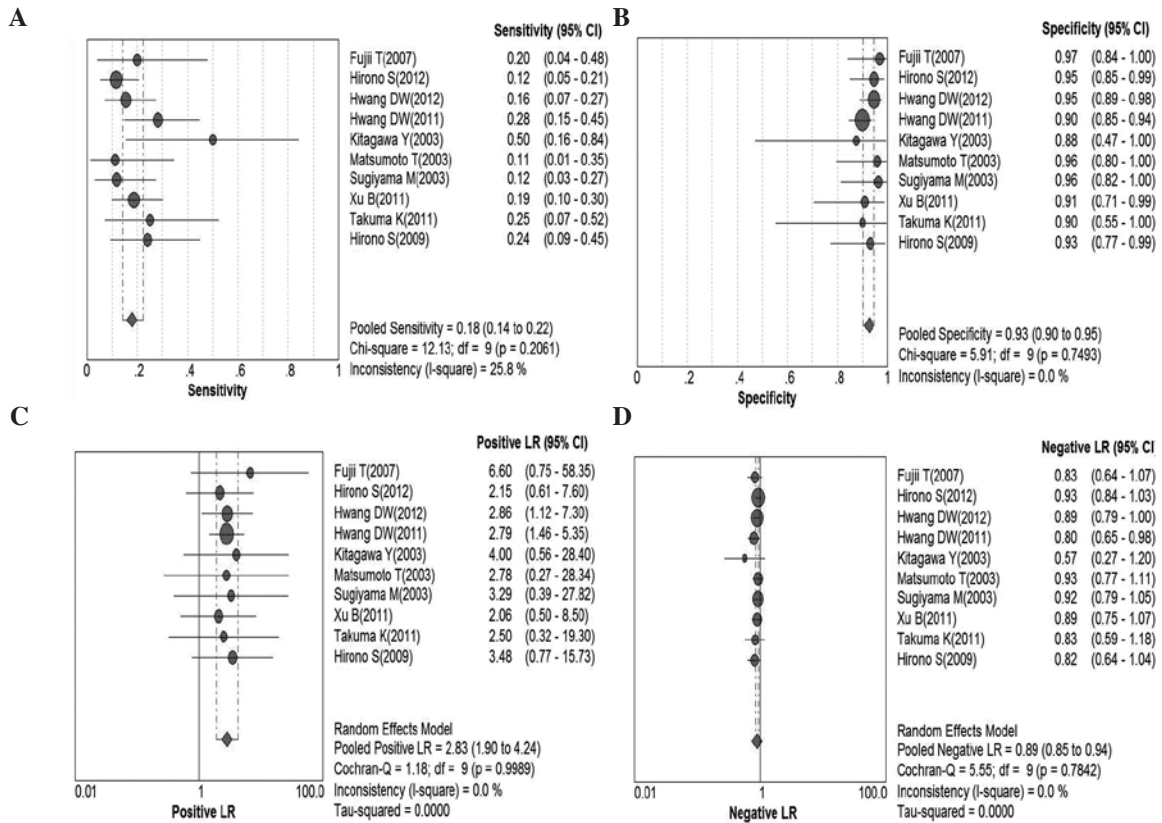 A
Sensitivity (95% CI)
Fujii T(2007) 0.20 (0.04 - 0.48)
Hirono S(2012) 0.12 (0.05 - 0.21)
Hwang DW(2012) 0.16 (0.07 - 0.27)
Hwang DW(2011) 0.28 (0.15 - 0.45)
Kitagawa Y(2003) 0.50 (0.16 - 0.84)
Matsumoto T(2003) 0.11 (0.01 - 0.35)
Sugiyama M(2003) 0.12 (0.03 - 0.27)
Xu B(2011) 0.19 (0.10 - 0.30)
Takuma K(2011) 0.25 (0.07 - 0.52)
Hirono S(2009) 0.24 (0.09 - 0.45)
Pooled Sensitivity = 0.18 (0.14 to 0.22)
Chi-square = 12.13; df = 9 (p = 0.2061)
Inconsistency (I-square) = 25.8 %
0 .2 .4 .6 .8 1
Sensitivity
B
Specificity (95% CI)
Fujii T(2007) 0.97 (0.84 - 1.00)
Hirono S(2012) 0.95 (0.85 - 0.99)
Hwang DW(2012) 0.95 (0.89 - 0.98)
Hwang DW(2011) 0.90 (0.85 - 0.94)
Kitagawa Y(2003) 0.88 (0.47 - 1.00)
Matsumoto T(2003) 0.96 (0.80 - 1.00)
Sugiyama M(2003) 0.96 (0.82 - 1.00)
Xu B(2011) 0.91 (0.71 - 0.99)
Takuma K(2011) 0.90 (0.55 - 1.00)
Hirono S(2009) 0.93 (0.77 - 0.99)
Pooled Specificity = 0.93 (0.90 to 0.95)
Chi-square = 5.91; df = 9 (p = 0.7493)
Inconsistency (I-square) = 0.0 %
0 .2 .4 .6 .8 1
Specificity
C
Positive LR (95% CI)
Fujii T(2007) 6.60 (0.75 - 58.35)
Hirono S(2012) 2.15 (0.61 - 7.60)
Hwang DW(2012) 2.86 (1.12 - 7.30)
Hwang DW(2011) 2.79 (1.46 - 5.35)
Kitagawa Y(2003) 4.00 (0.56 - 28.40)
Matsumoto T(2003) 2.78 (0.27 - 28.34)
Sugiyama M(2003) 3.29 (0.39 - 27.82)
Xu B(2011) 2.06 (0.50 - 8.50)
Takuma K(2011) 2.50 (0.32 - 19.30)
Hirono S(2009) 3.48 (0.77 - 15.73)
Random Effects Model
Pooled Positive LR = 2.83 (1.90 to 4.24)
Cochran-Q = 1.18; df = 9 (p = 0.9989)
Inconsistency (I-square) = 0.0 %
Tau-squared = 0.0000
0.01 1 100.0
Positive LR
D
Negative LR (95% CI)
Fujii T(2007) 0.83 (0.64 - 1.07)
Hirono S(2012) 0.93 (0.84 - 1.03)
Hwang DW(2012) 0.89 (0.79 - 1.00)
Hwang DW(2011) 0.80 (0.65 - 0.98)
Kitagawa Y(2003) 0.57 (0.27 - 1.20)
Matsumoto T(2003) 0.93 (0.77 - 1.11)
Sugiyama M(2003) 0.92 (0.79 - 1.05)
Xu B(2011) 0.89 (0.75 - 1.07)
Takuma K(2011) 0.83 (0.59 - 1.18)
Hirono S(2009) 0.82 (0.64 - 1.04)
Random Effects Model
Pooled Negative LR = 0.89 (0.85 to 0.94)
Cochran-Q = 5.55; df = 9 (p = 0.7842)
Inconsistency (I-square) = 0.0 %
Tau-squared = 0.0000
0.01 1 100.0
Negative LR